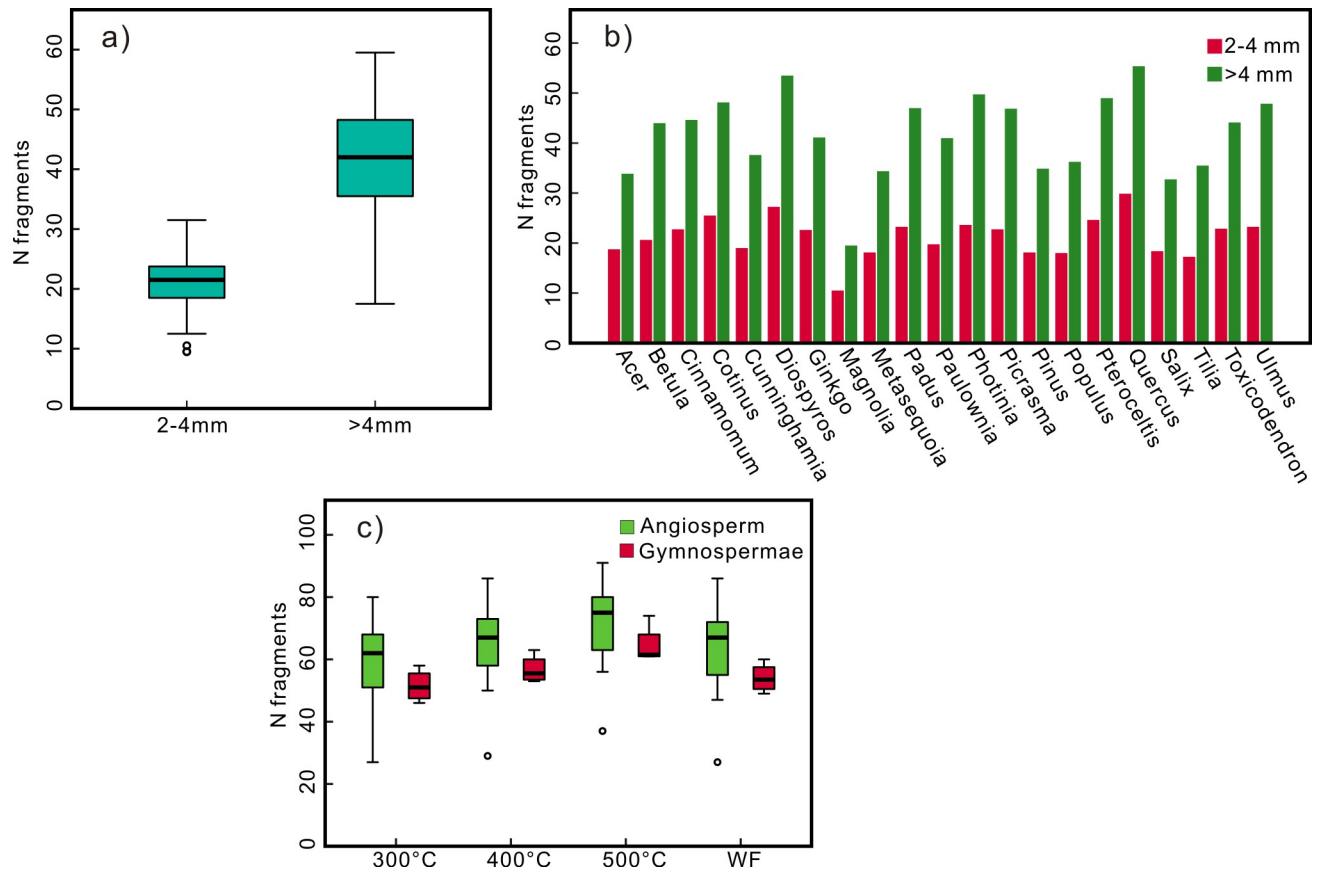 a)
N fragments
60
50
40
30
20
10
0
2-4mm >4mm
b)
2-4 mm
>4 mm
N fragments
60
50
40
30
20
10
0
Acer
Betula
Cinnamomum
Cotinus
Cunninghamia
Diospyros
Ginkgo
Magnolia
Metasequoia
Padus
Paulownia
Photinia
Picrasma
Pinus
Populus
Pteroceltis
Quercus
Salix
Tilia
Toxicodendron
Ulmus
c)
Angiosperm
Gymnospermae
N fragments
100
80
60
40
20
0
300°C 400°C 500°C WF